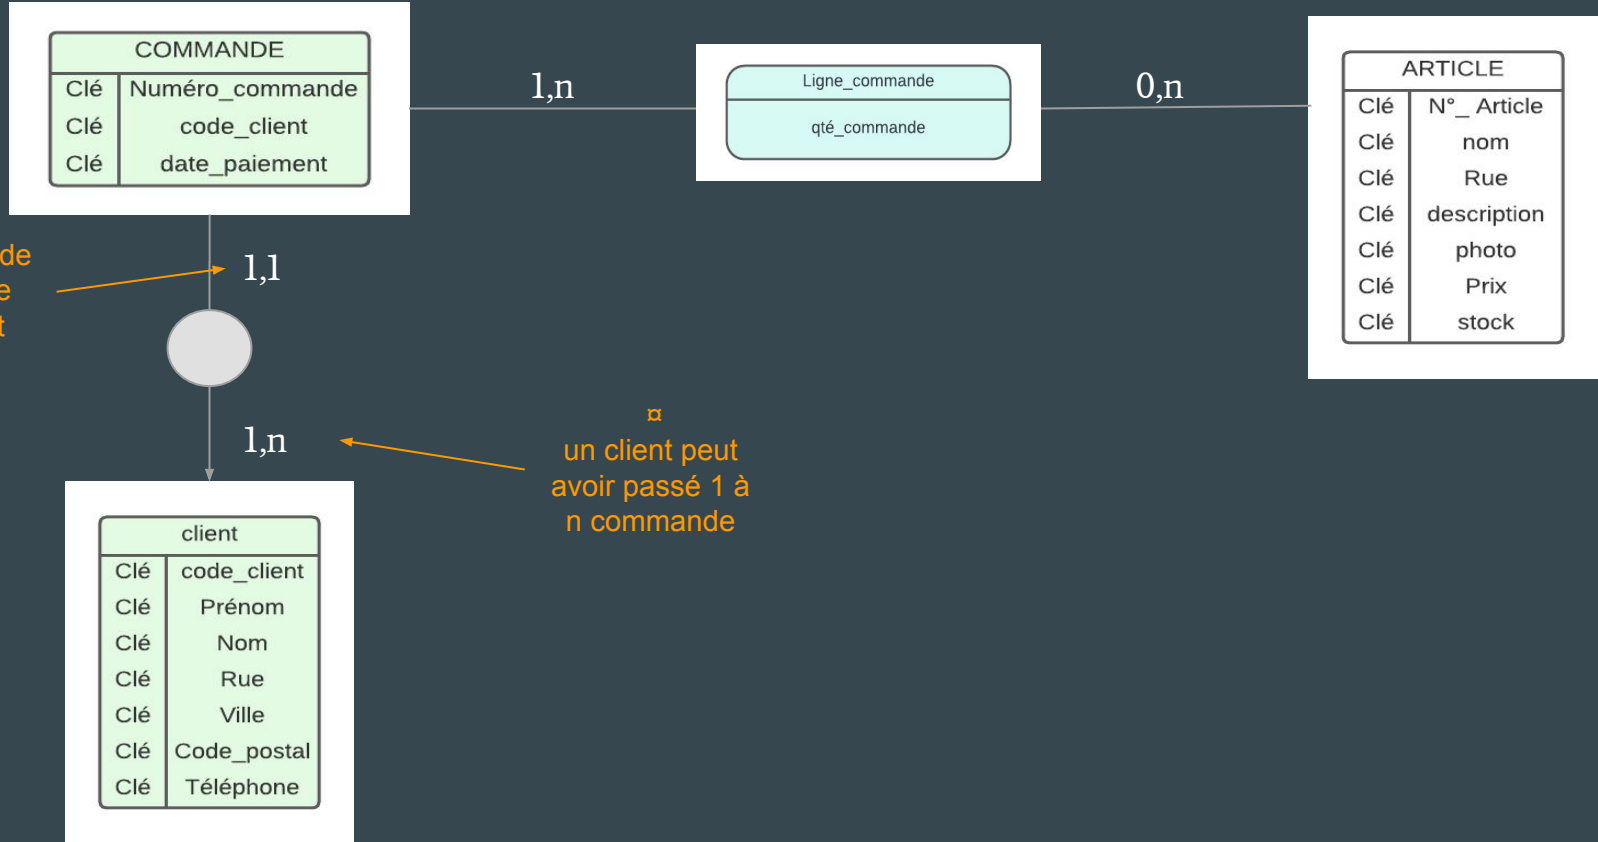 COMMANDE
Clé Numéro_commande
Clé code_client
Clé date_paiement
1,n
Ligne_commande
qté_commande
0,n
ARTICLE
Clé N°_ Article
Clé nom
Clé Rue
Clé description
Clé photo
Clé Prix
Clé stock
de
e
t
1,1
1,n
¤
un client peut
avoir passé 1 à
n commande
client
Clé code_client
Clé Prénom
Clé Nom
Clé Rue
Clé Ville
Clé Code_postal
Clé Téléphone